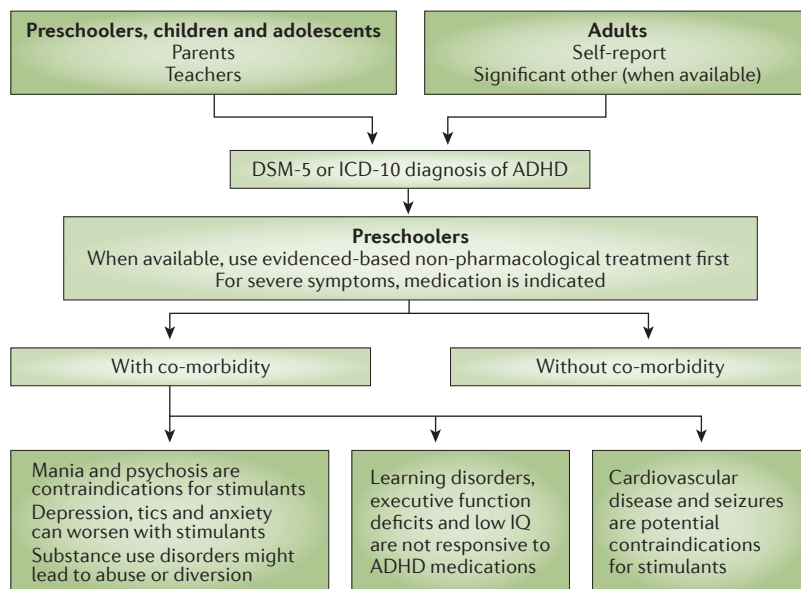 Preschoolers, children and adolescents
Parents
Teachers
Adults
Self-report
Significant other (when available)
DSM-5 or ICD-10 diagnosis of ADHD
Preschoolers
When available, use evidenced-based non-pharmacological treatment first
For severe symptoms, medication is indicated
With co-morbidity
Without co-morbidity
Mania and psychosis are
contraindications for stimulants
Depression, tics and anxiety
can worsen with stimulants
Substance use disorders might
lead to abuse or diversion
Learning disorders,
executive function
deficits and low IQ
are not responsive to
ADHD medications
Cardiovascular
disease and seizures
are potential
contraindications
for stimulants